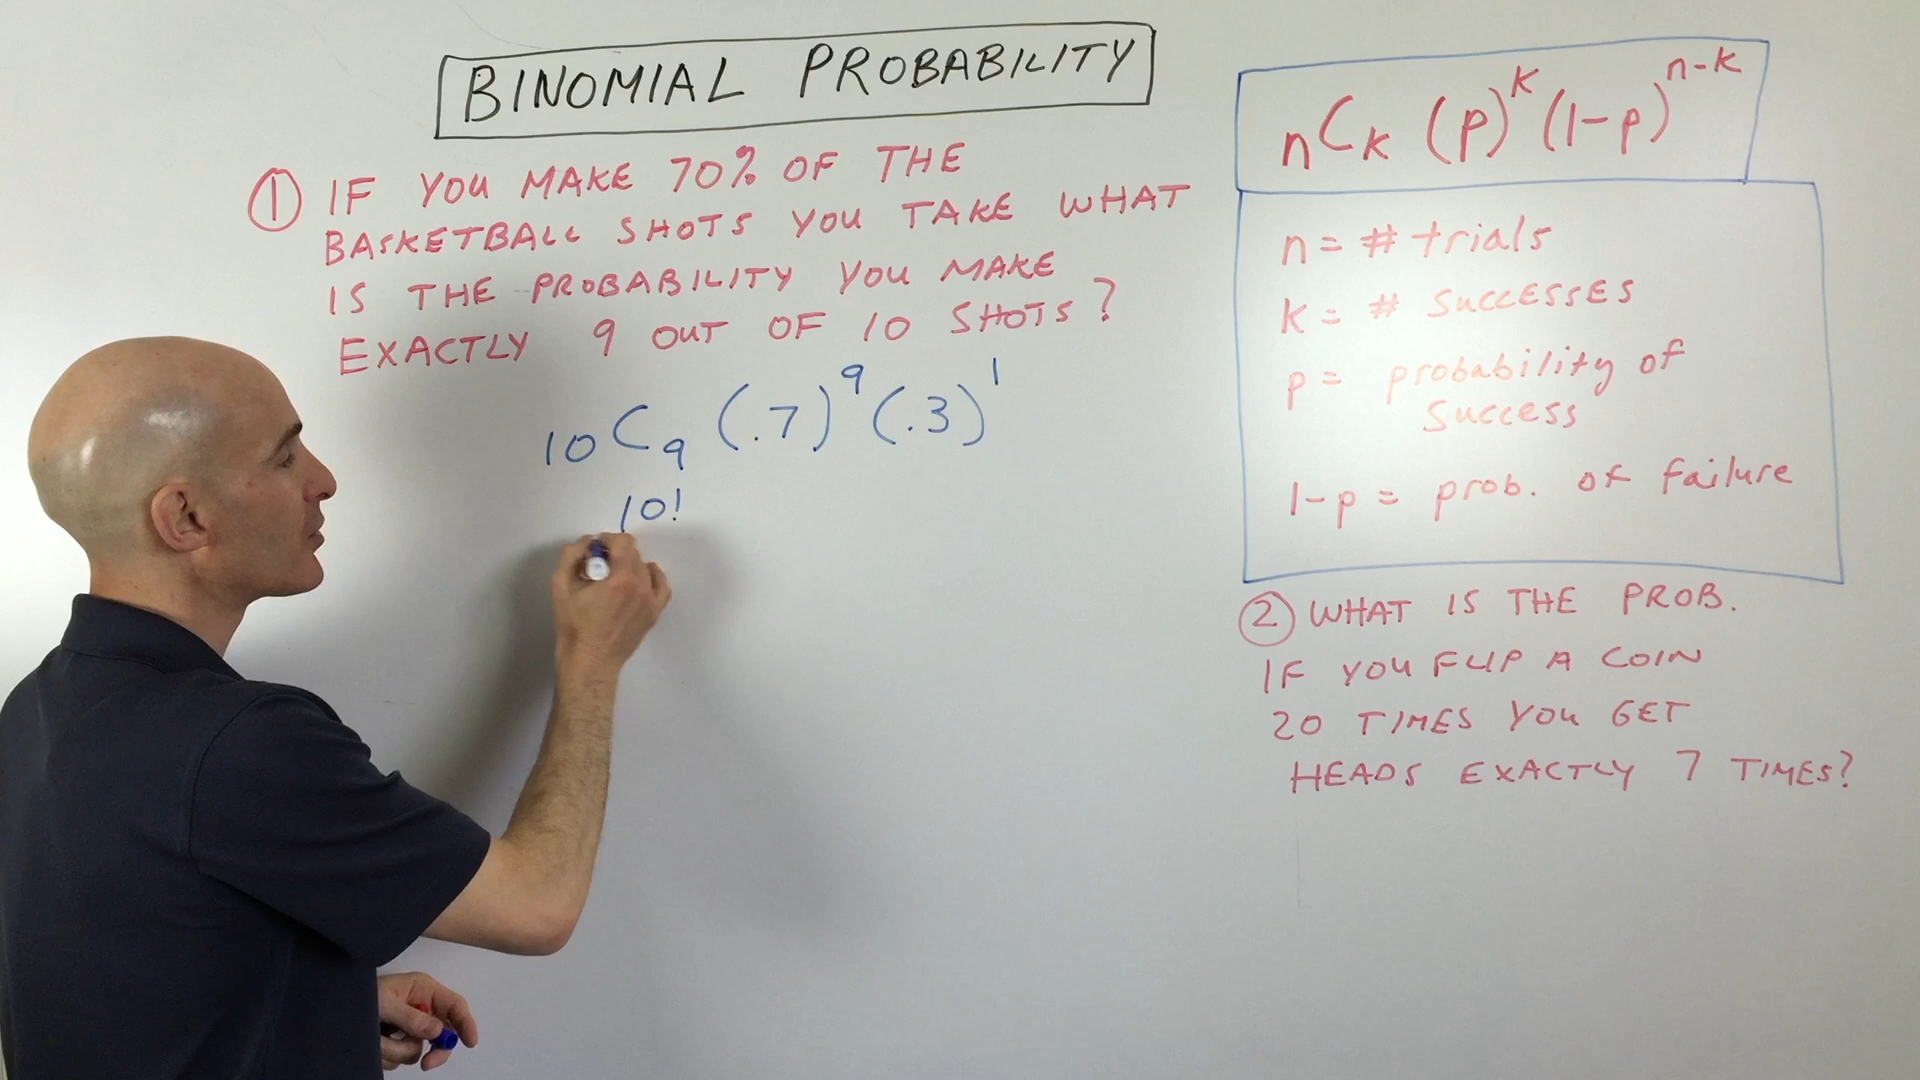 BINOMIAL PROBABILITY
① IF YOU MAKE 70% OF THE
BASKETBALL SHOTS YOU TAKE WHAT
IS THE PROBABILITY YOU MAKE
EXACTLY 9 OUT OF 10 SHOTS?
₁₀C₉ (.7)⁹(.3)¹
10!
nCk (p)^k (1-p)^n-k
n = # trials
k = # SuccessEs
p = probability of
Success
1-p = prob. of failure
② WHAT IS THE PROB.
IF YOU FLIP A COIN
20 TIMES YOU GET
HEADS EXACTLY 7 TIMES?